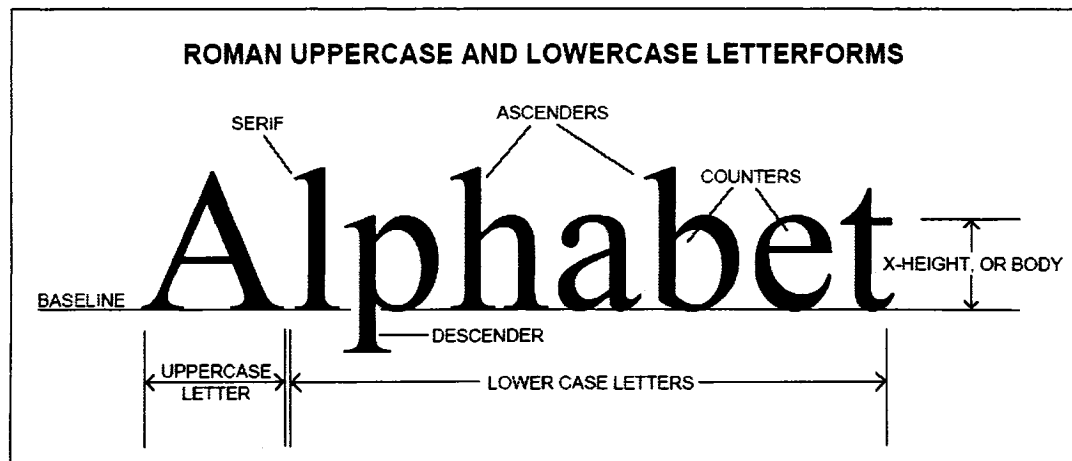 ROMAN UPPERCASE AND LOWERCASE LETTERFORMS
ASCENDERS
SERIF
COUNTERS
Alphabet
X-HEIGHT, OR BODY
BASELINE
DESCENDER
UPPERCASE
LETTER
LOWER CASE LETTERS